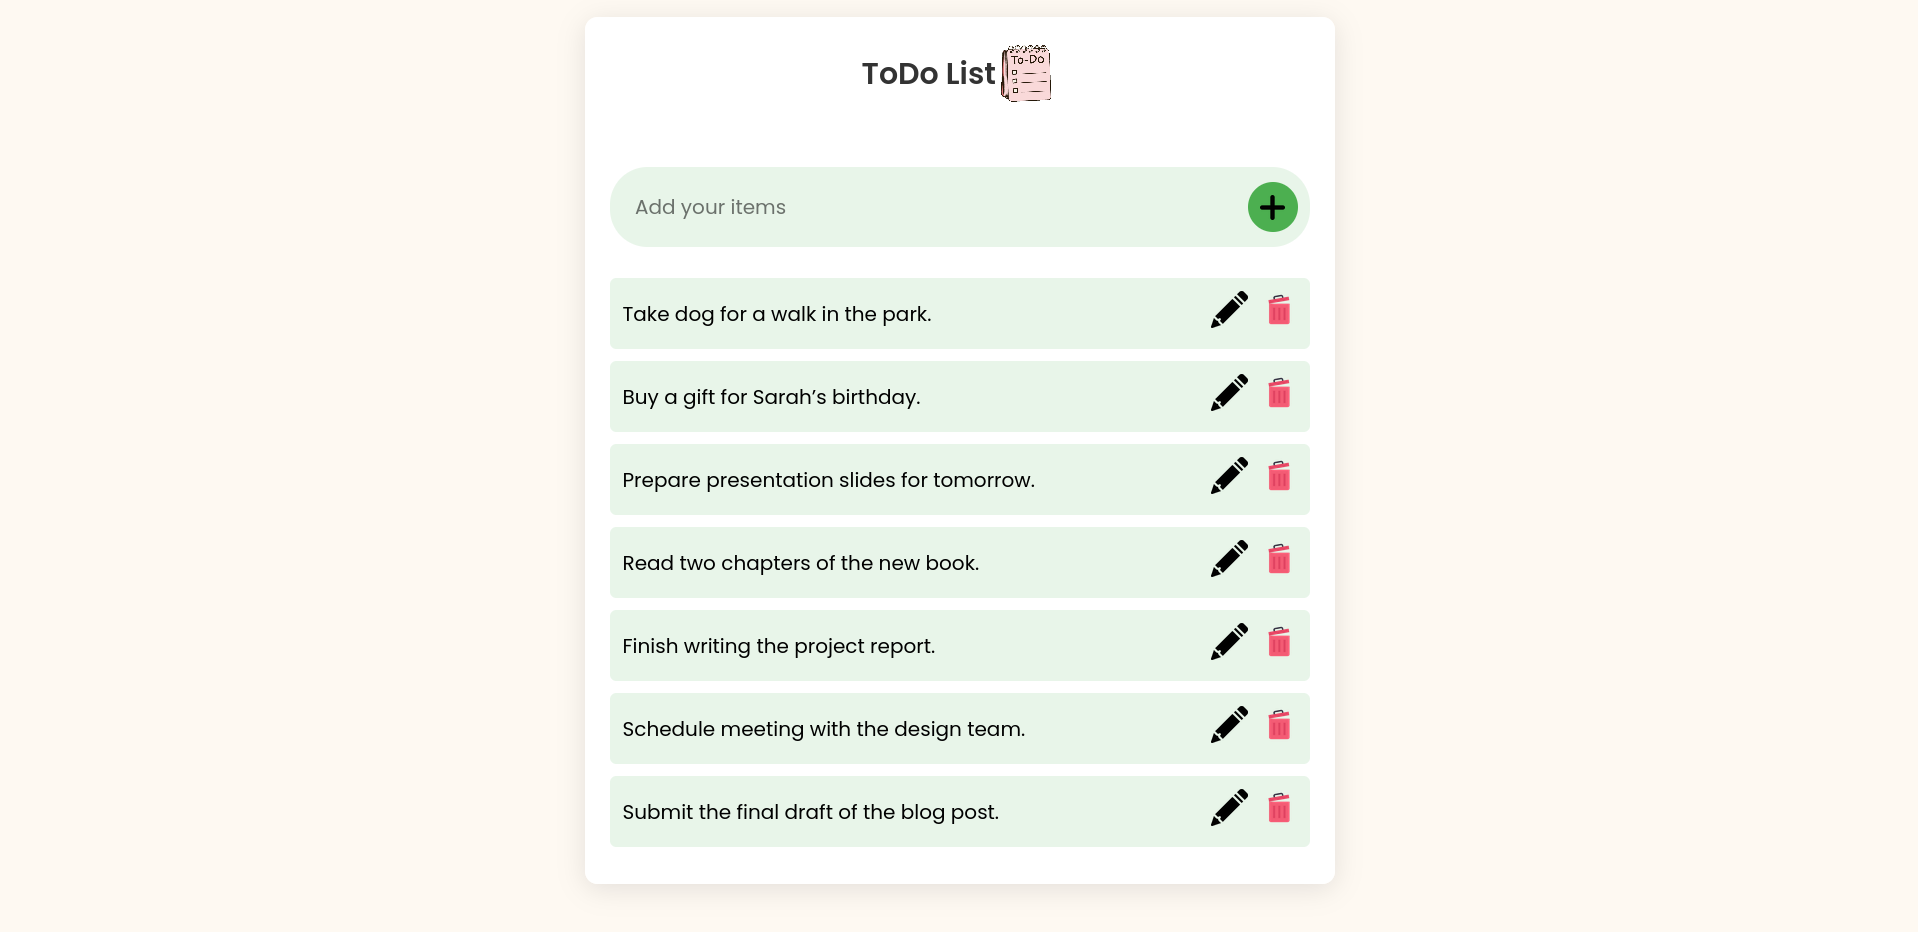 ToDo List
To-Do
Add your items
Take dog for a walk in the park.
Buy a gift for Sarah’s birthday.
Prepare presentation slides for tomorrow.
Read two chapters of the new book.
Finish writing the project report.
Schedule meeting with the design team.
Submit the final draft of the blog post.